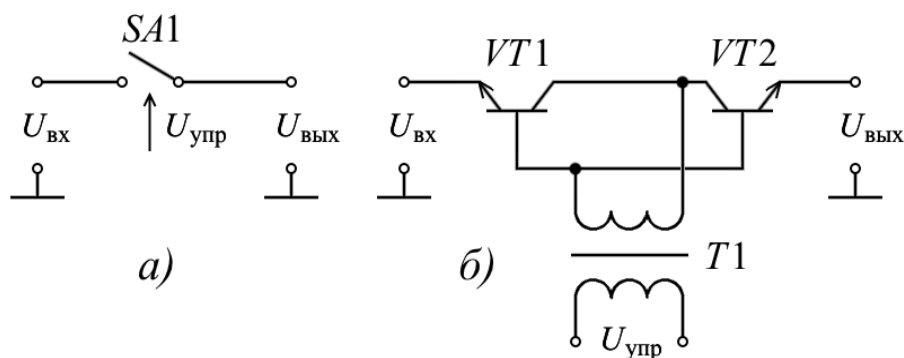 SA1
VT1
VT2
Uвх
Uупр
Uвых
Uвх
Uвых
а)
б)
T1
Uупр